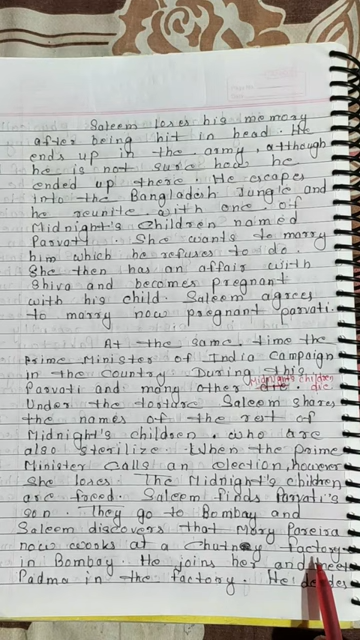 Saleem loses his memory
after being hit in head. He
ends up in the army, although
he is not sure how he
ended up there. He escapes
into the Bangladesh Jungle and
he reunite with one of
Midnight's Children named
Parvati. She wants to marry
him which he refuses to do.
She then has an affair with
Shiva and becomes pregnant
with his child. Saleem agrees
to marry now pregnant parvati.
At the same time the
Prime Minister of India Campaign
in the country. During this
Midnights children
Parvati and many other die.
Under the torture Saleem shares
the names of the rest of
Midnight's children. who are
also sterilize. When the prime
Minister calls an election, however
She loses. The Midnight's children
are freed. Saleem finds Parvati's
son. They go to Bombay and
Saleem discovers that Mary Pareira
now works at a Chutney factory
in Bombay. He joins her and meet
Padma in the factory. He